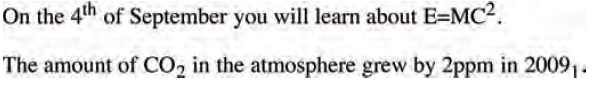 On the 4th of September you will learn about E=MC².
The amount of CO₂ in the atmosphere grew by 2ppm in 2009₁.